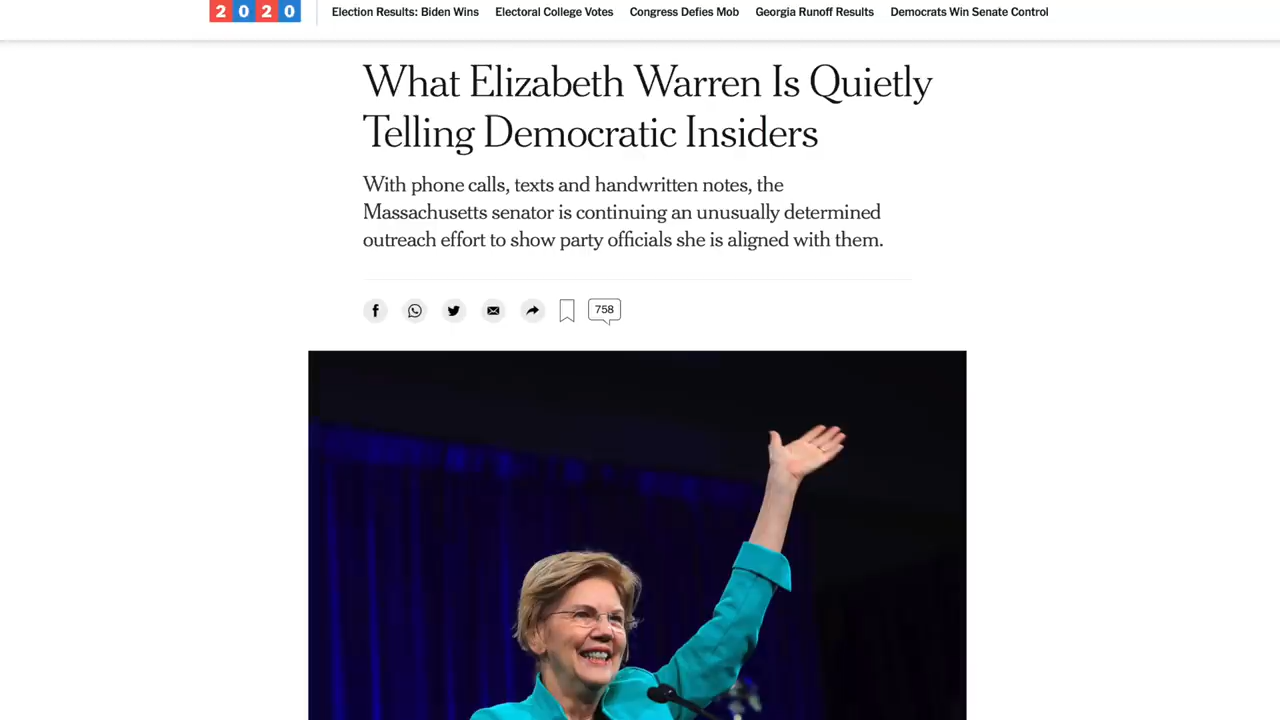 2020 Election Results: Biden Wins Electoral College Votes Congress Defies Mob Georgia Runoff Results Democrats Win Senate Control
What Elizabeth Warren Is Quietly
Telling Democratic Insiders
With phone calls, texts and handwritten notes, the
Massachusetts senator is continuing an unusually determined
outreach effort to show party officials she is aligned with them.
758